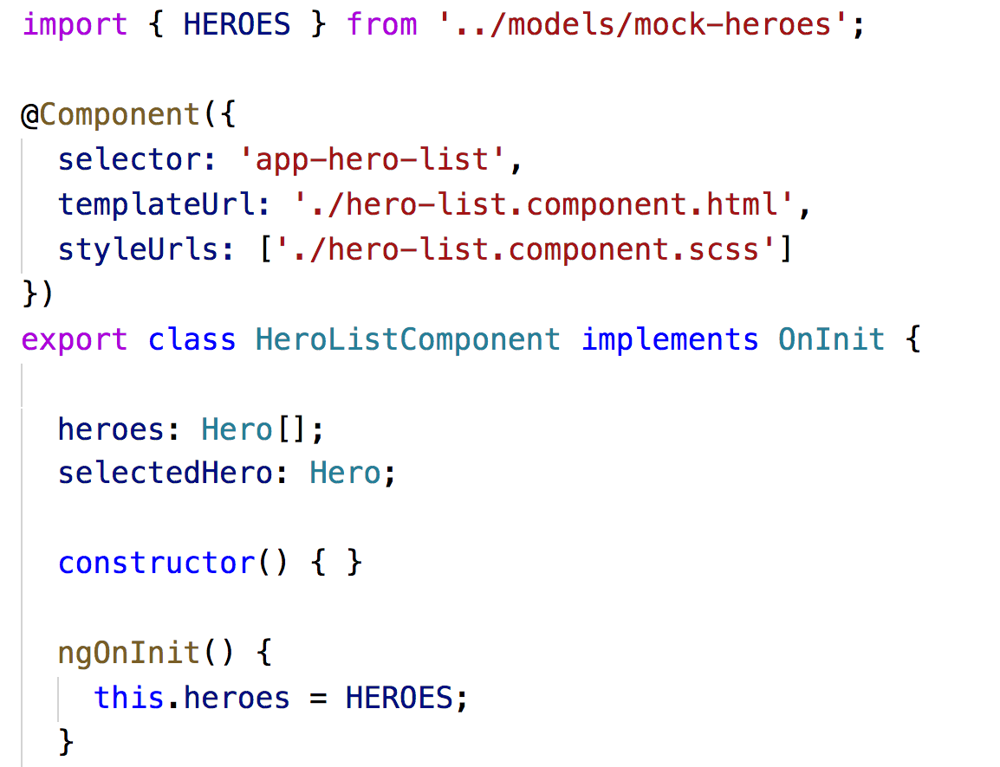 import { HEROES } from '../models/mock-heroes';
@Component({
  selector: 'app-hero-list',
  templateUrl: './hero-list.component.html',
  styleUrls: ['./hero-list.component.scss']
})
export class HeroListComponent implements OnInit {
  heroes: Hero[];
  selectedHero: Hero;
  constructor() { }
  ngOnInit() {
    this.heroes = HEROES;
  }